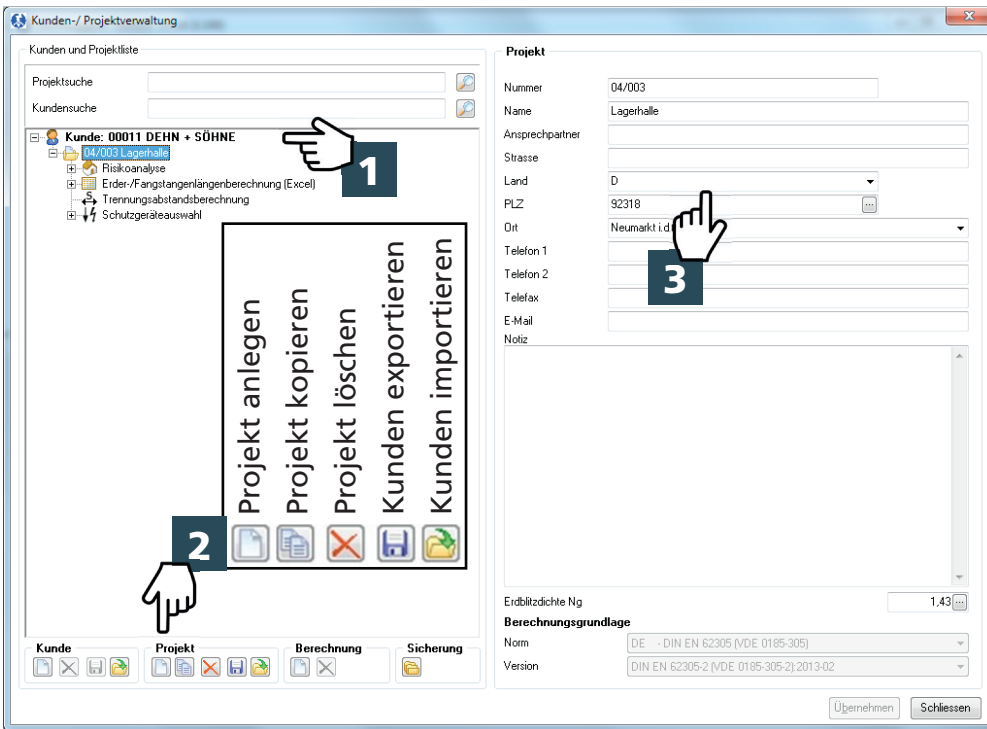 Kunden-/ Projektverwaltung
Kunden und Projektliste
Projektsuche
Kundensuche
Kunde: 00011 DEHN + SÖHNE
04/003 Lagerhalle
Risikoanalyse
Erder-/Fangstangenlängenberechnung (Excel)
Trennungsabstandsberechnung
Schutzgeräteauswahl
1
Projekt anlegen
Projekt kopieren
Projekt löschen
Kunden exportieren
Kunden importieren
2
Kunde
Projekt
Berechnung
Sicherung
Projekt
Nummer 04/003
Name Lagerhalle
Ansprechpartner
Strasse
Land D
PLZ 92318 ...
Ort Neumarkt i.d.
3
Telefon 1
Telefon 2
Telefax
E-Mail
Notiz
Erdblitzdichte Ng 1,43 ...
Berechnungsgrundlage
Norm DE - DIN EN 62305 (VDE 0185-305)
Version DIN EN 62305-2 (VDE 0185-305-2):2013-02
Übernehmen Schliessen